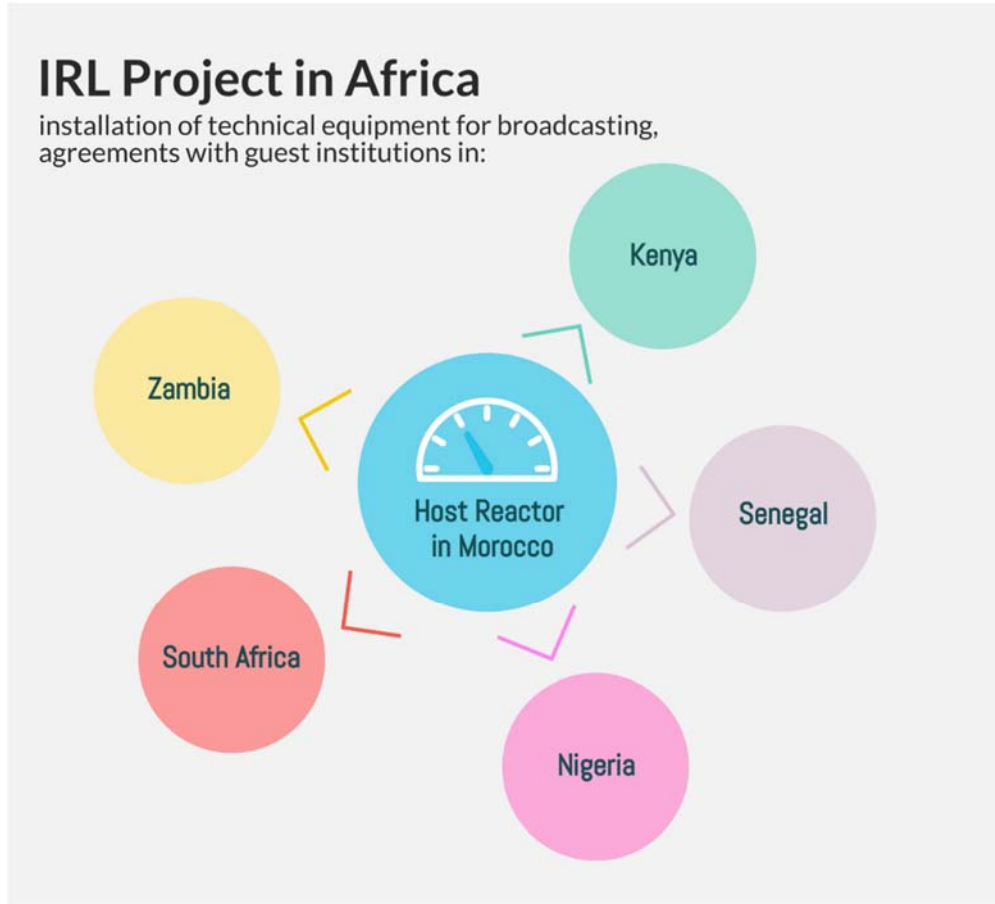 IRL Project in Africa
installation of technical equipment for broadcasting,
agreements with guest institutions in:
Kenya
Zambia
Host Reactor
in Morocco
Senegal
South Africa
Nigeria